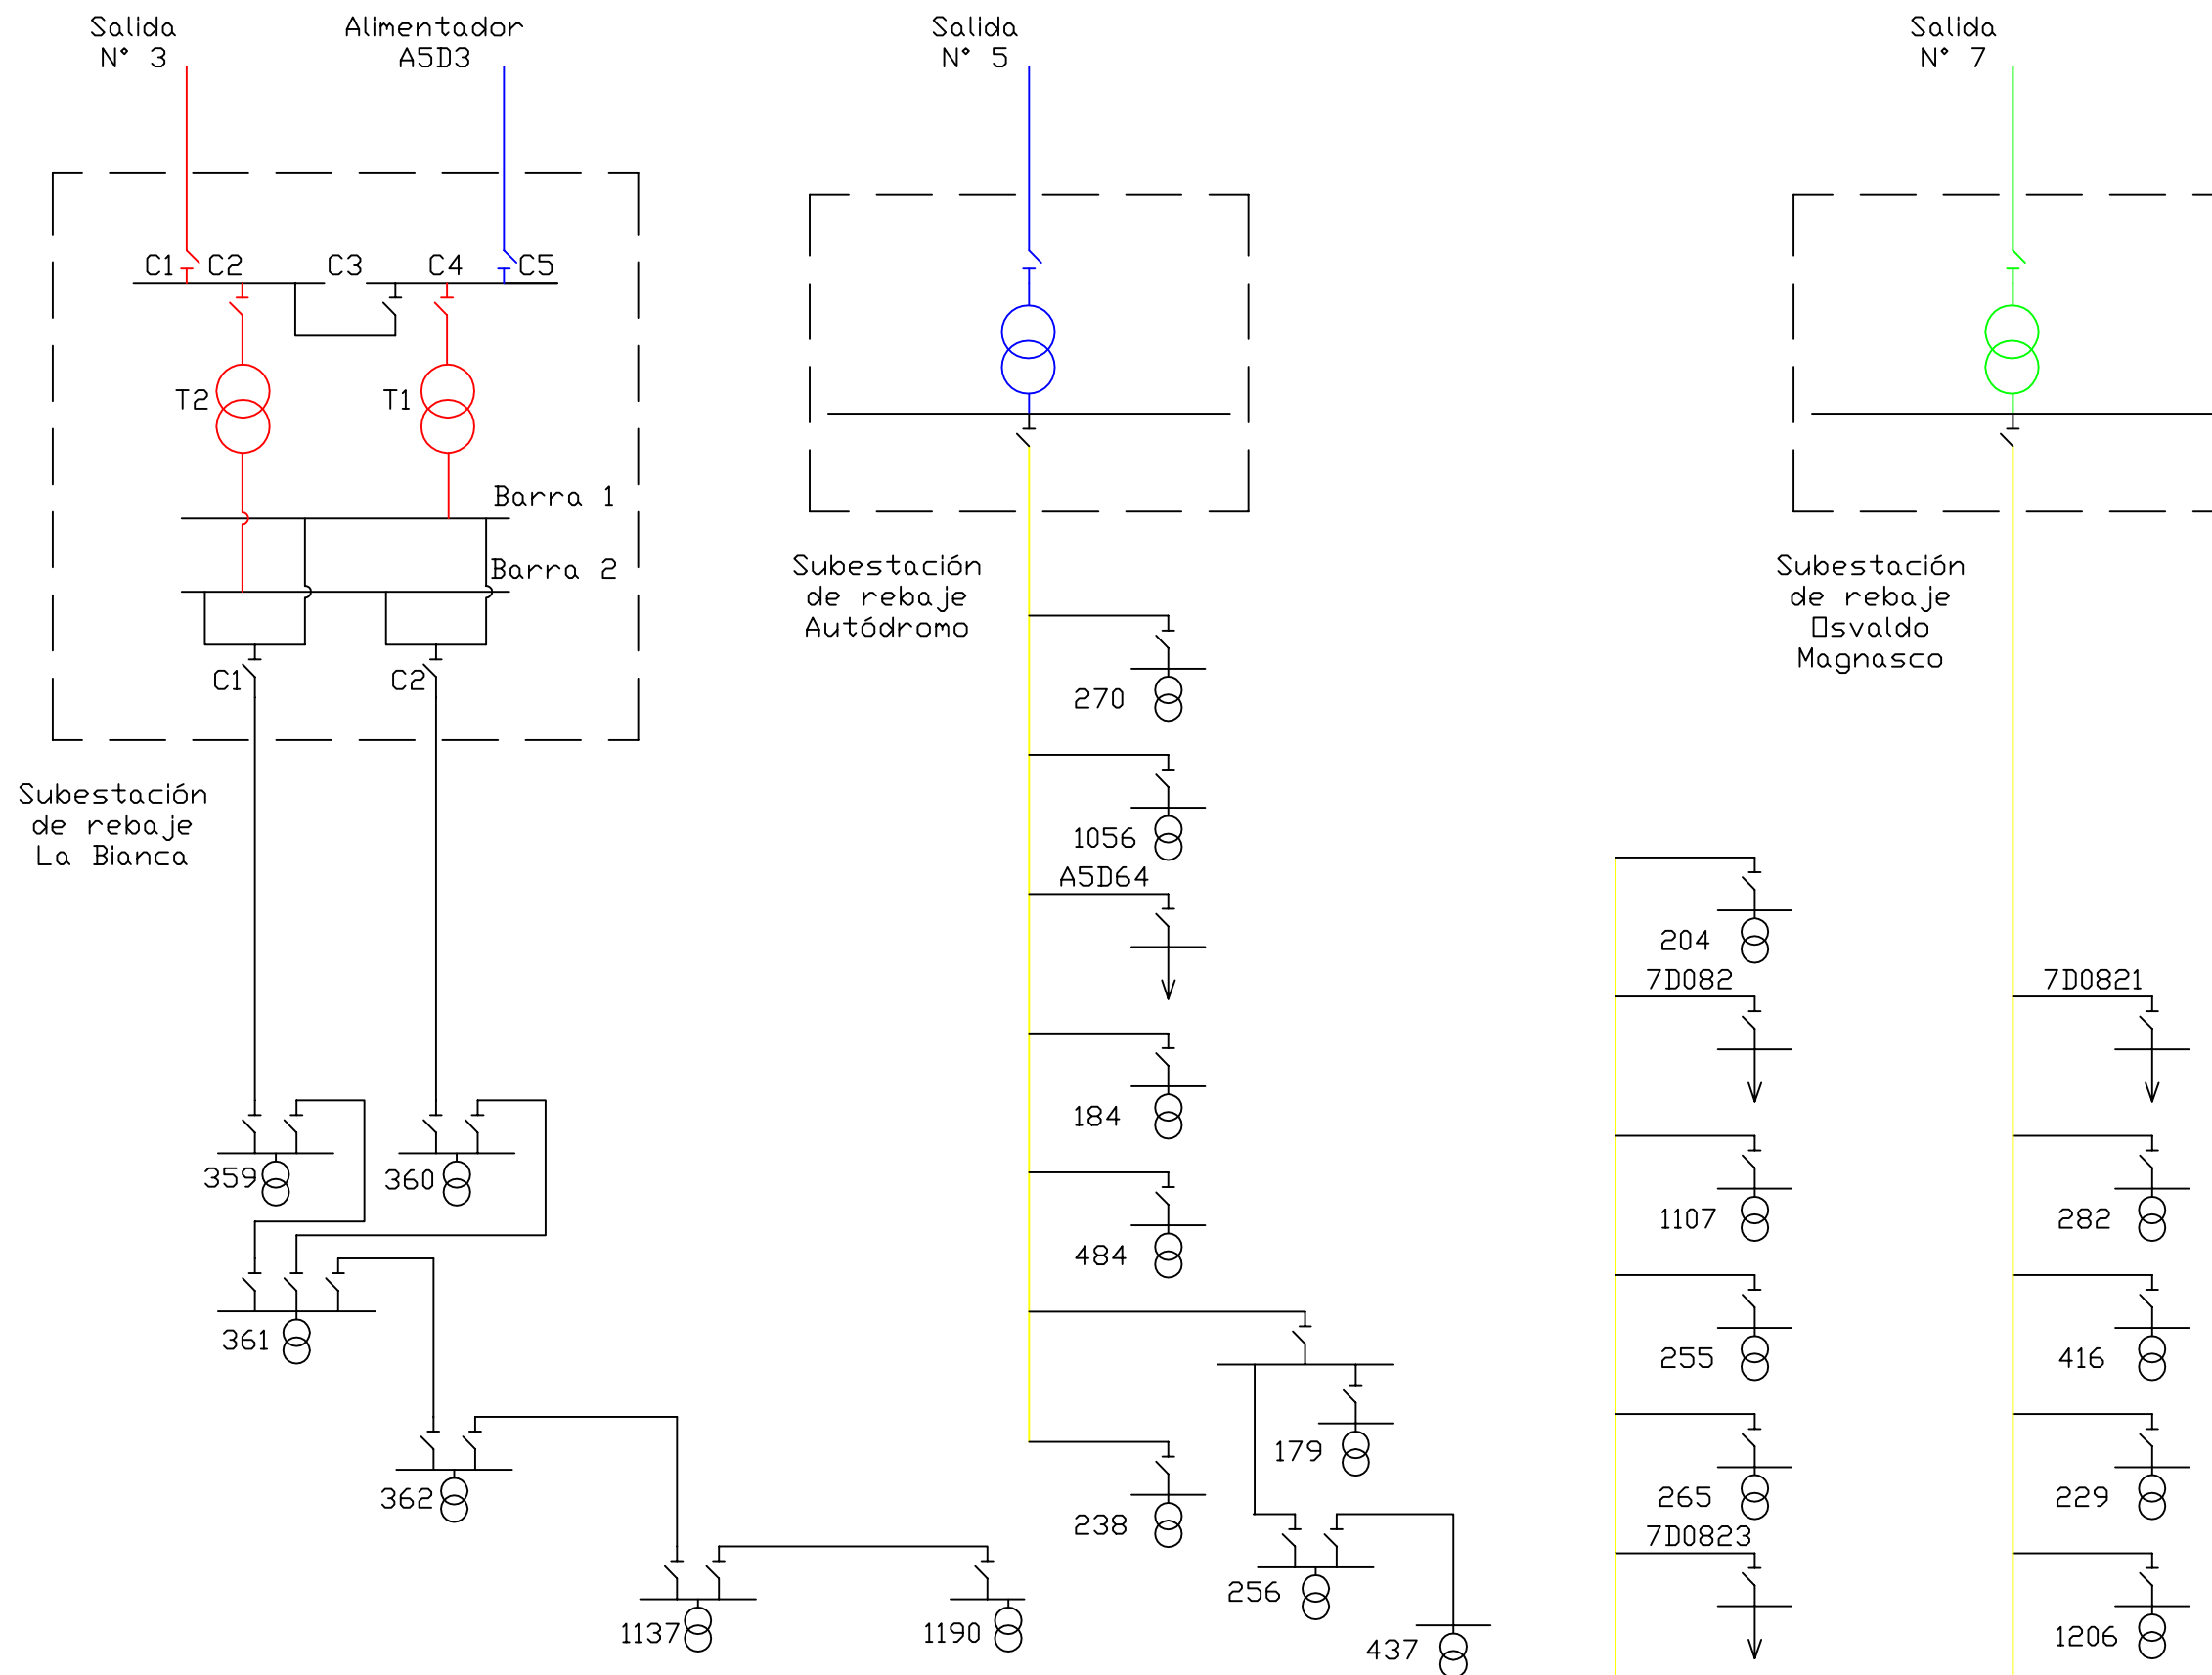 Salida
N° 3
Alimentador
A5D3
Salida
N° 5
Salida
N° 7
C1
C2
C3
C4
C5
T2
T1
Barra 1
Barra 2
C1
C2
Subestación
de rebaje
La Bianca
Subestación
de rebaje
Autódromo
Subestación
de rebaje
Osvaldo
Magnasco
359
360
361
362
1137
1190
270
1056
A5D64
184
484
179
238
256
437
204
7D082
1107
255
265
7D0823
7D0821
282
416
229
1206